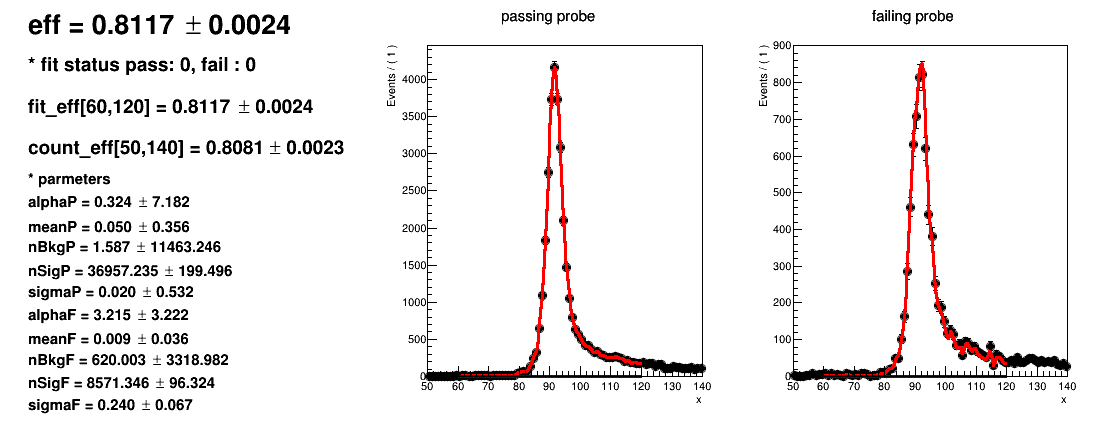 eff = 0.8117 ± 0.0024
* fit status pass: 0, fail : 0
fit_eff[60,120] = 0.8117 ± 0.0024
count_eff[50,140] = 0.8081 ± 0.0023
* parmeters
alphaP = 0.324 ± 7.182
meanP = 0.050 ± 0.356
nBkgP = 1.587 ± 11463.246
nSigP = 36957.235 ± 199.496
sigmaP = 0.020 ± 0.532
alphaF = 3.215 ± 3.222
meanF = 0.009 ± 0.036
nBkgF = 620.003 ± 3318.982
nSigF = 8571.346 ± 96.324
sigmaF = 0.240 ± 0.067
passing probe
Events / ( 1 )
4000
3500
3000
2500
2000
1500
1000
500
0
50 60 70 80 90 100 110 120 130 140
x
failing probe
Events / ( 1 )
900
800
700
600
500
400
300
200
100
0
50 60 70 80 90 100 110 120 130 140
x